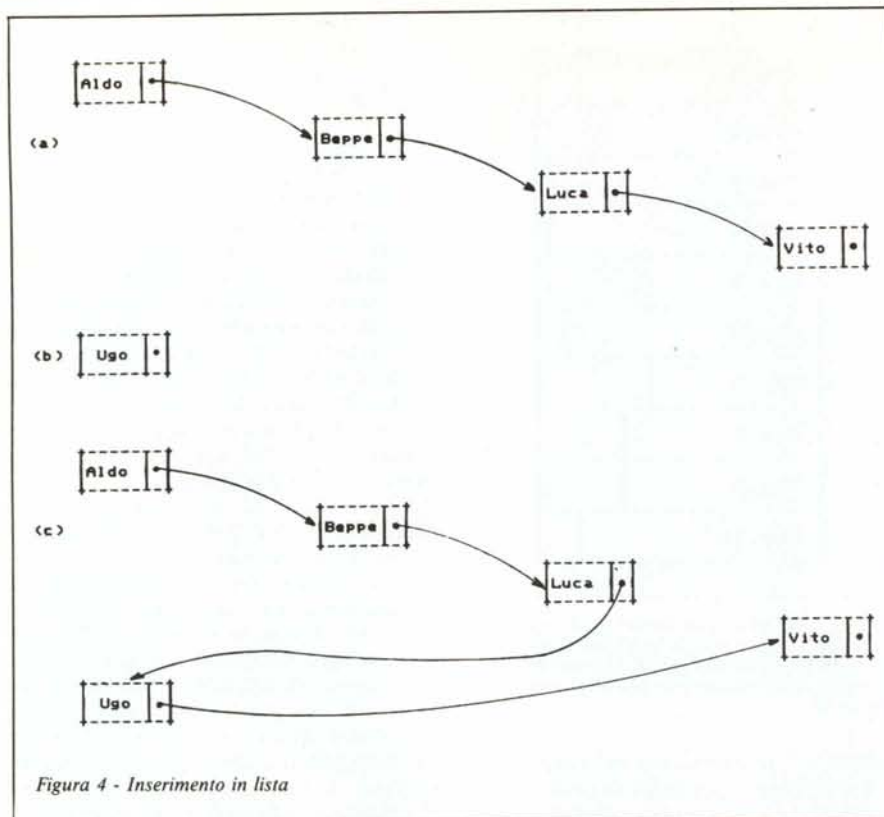 Aldo
(a)
Beppe
Luca
Vito
(b)
Ugo
Aldo
(c)
Beppe
Luca
Vito
Ugo
Figura 4 - Inserimento in lista